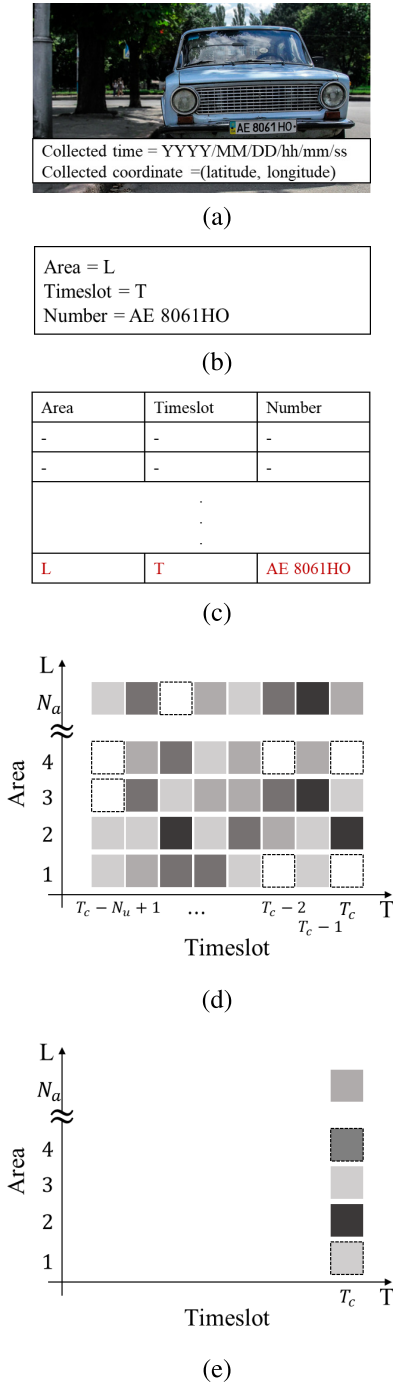 AE 8061 HO
Collected time = YYYY/MM/DD/hh/mm/ss
Collected coordinate =(latitude, longitude)
(a)
Area = L
Timeslot = T
Number = AE 8061HO
(b)
Area Timeslot Number
- - -
- - -
.
.
.
L T AE 8061HO
(c)
L
Nₐ
4
3
2
1
Area
T_c − N_u + 1 ... T_c − 2 T_c − 1 T_c T
Timeslot
(d)
L
Nₐ
4
3
2
1
Area
T_c T
Timeslot
(e)